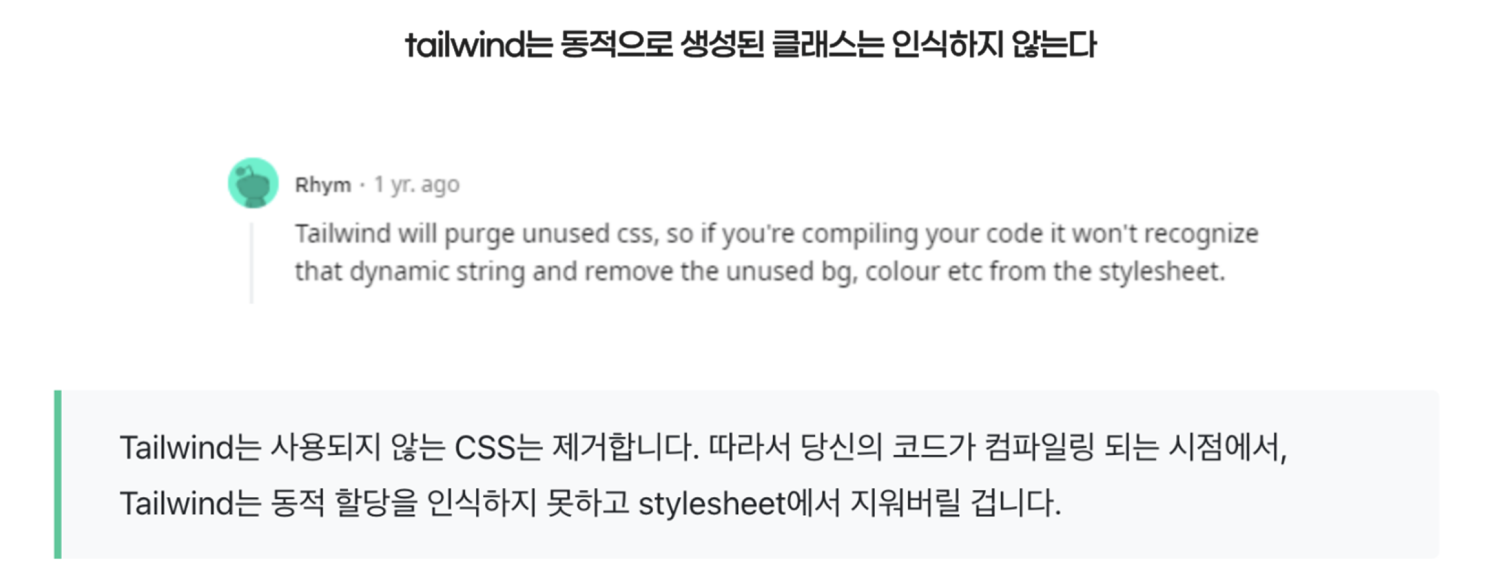 tailwind는 동적으로 생성된 클래스는 인식하지 않는다
Rhym · 1 yr. ago
Tailwind will purge unused css, so if you're compiling your code it won't recognize
that dynamic string and remove the unused bg, colour etc from the stylesheet.
Tailwind는 사용되지 않는 CSS는 제거합니다. 따라서 당신의 코드가 컴파일링 되는 시점에서,
Tailwind는 동적 할당을 인식하지 못하고 stylesheet에서 지워버릴 겁니다.